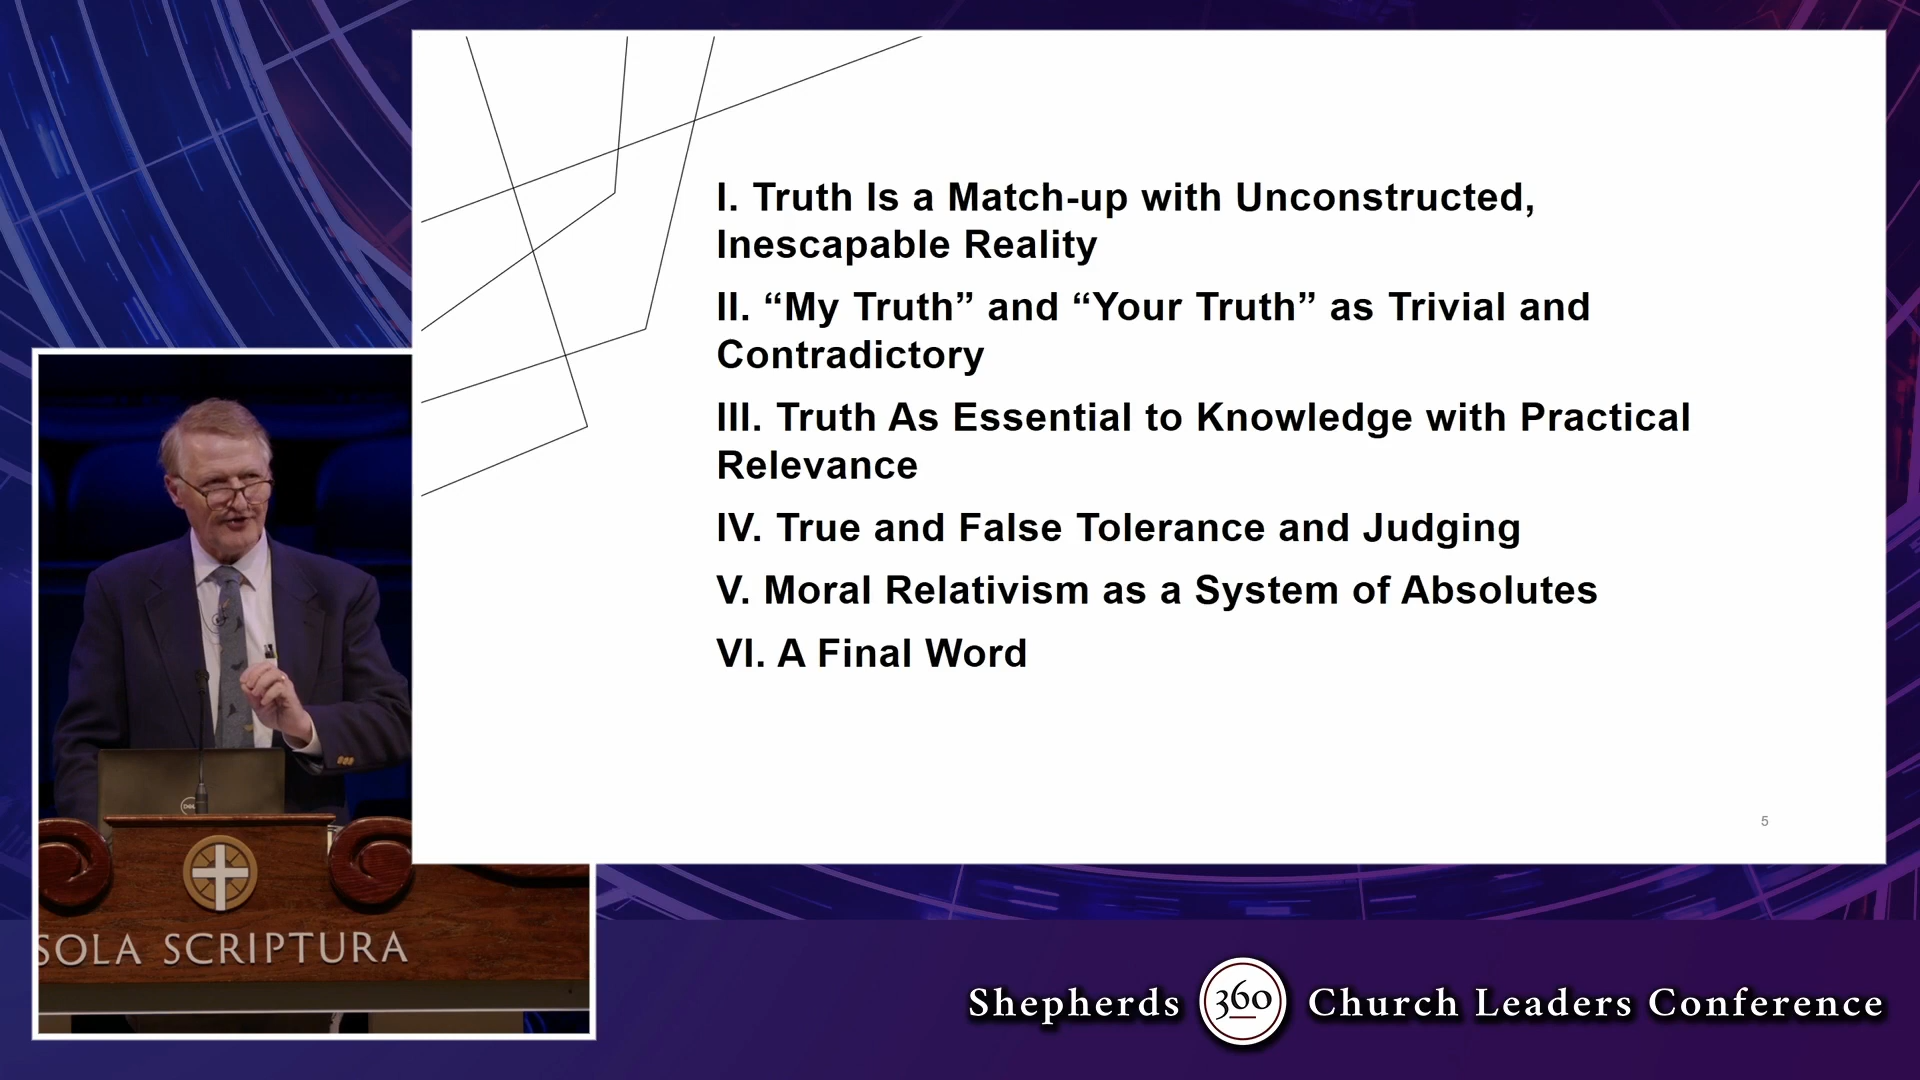 I. Truth Is a Match-up with Unconstructed,
Inescapable Reality
II. “My Truth” and “Your Truth” as Trivial and
Contradictory
III. Truth As Essential to Knowledge with Practical
Relevance
IV. True and False Tolerance and Judging
V. Moral Relativism as a System of Absolutes
VI. A Final Word
5
DELL
SOLA SCRIPTURA
Shepherds 360 Church Leaders Conference